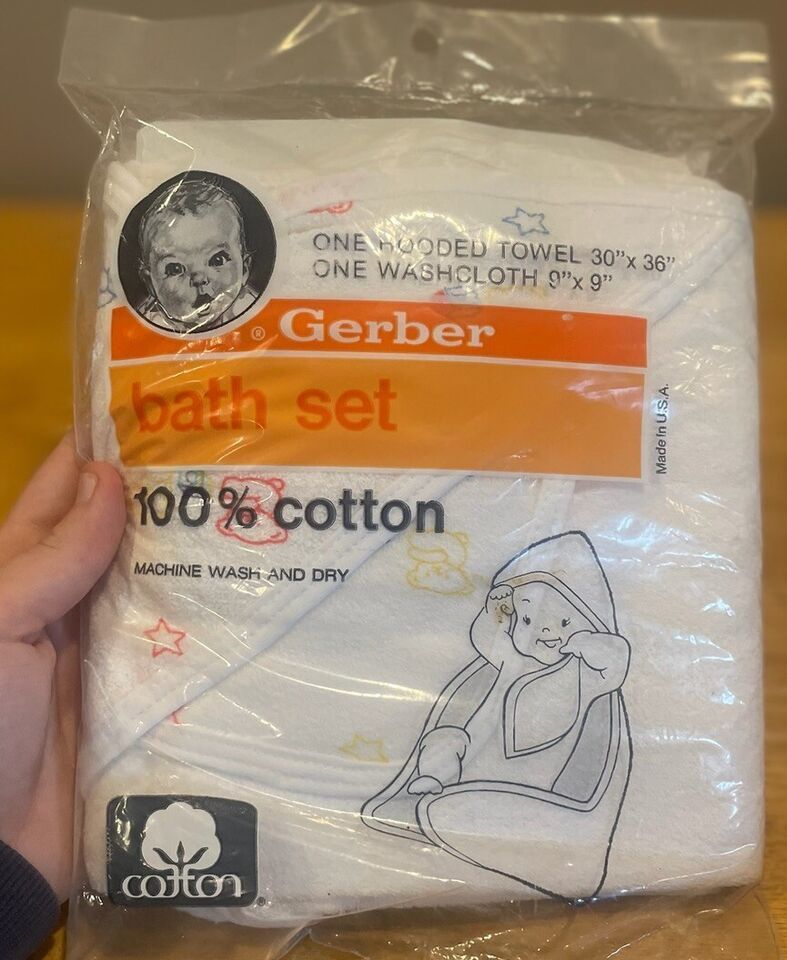 ONE HOODED TOWEL 30"x 36"
ONE WASHCLOTH 9"x 9"
® Gerber
bath set
Made In U.S.A.
100% cotton
MACHINE WASH AND DRY
cotton
®